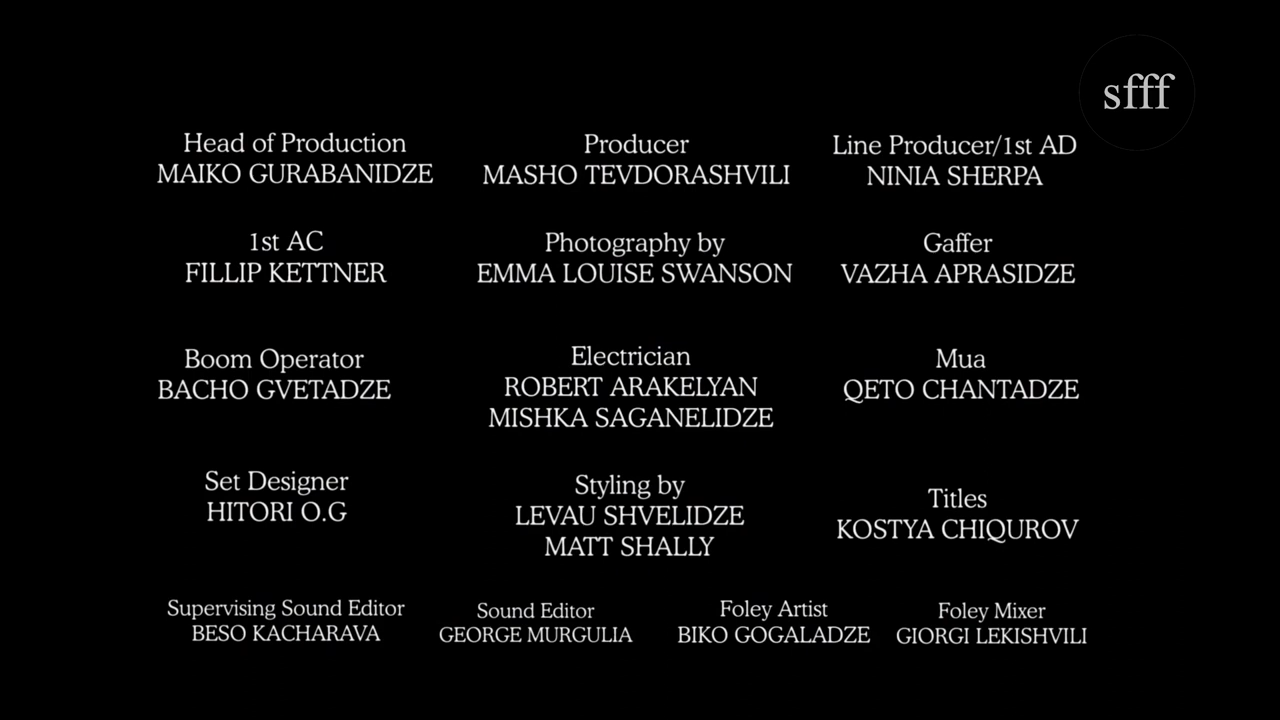 sfff
Head of Production
MAIKO GURABANIDZE
Producer
MASHO TEVDORASHVILI
Line Producer/1st AD
NINIA SHERPA
1st AC
FILLIP KETTNER
Photography by
EMMA LOUISE SWANSON
Gaffer
VAZHA APRASIDZE
Boom Operator
BACHO GVETADZE
Electrician
ROBERT ARAKELYAN
MISHKA SAGANELIDZE
Mua
QETO CHANTADZE
Set Designer
HITORI O.G
Styling by
LEVAU SHVELIDZE
MATT SHALLY
Titles
KOSTYA CHIQUROV
Supervising Sound Editor
BESO KACHARAVA
Sound Editor
GEORGE MURGULIA
Foley Artist
BIKO GOGALADZE
Foley Mixer
GIORGI LEKISHVILI